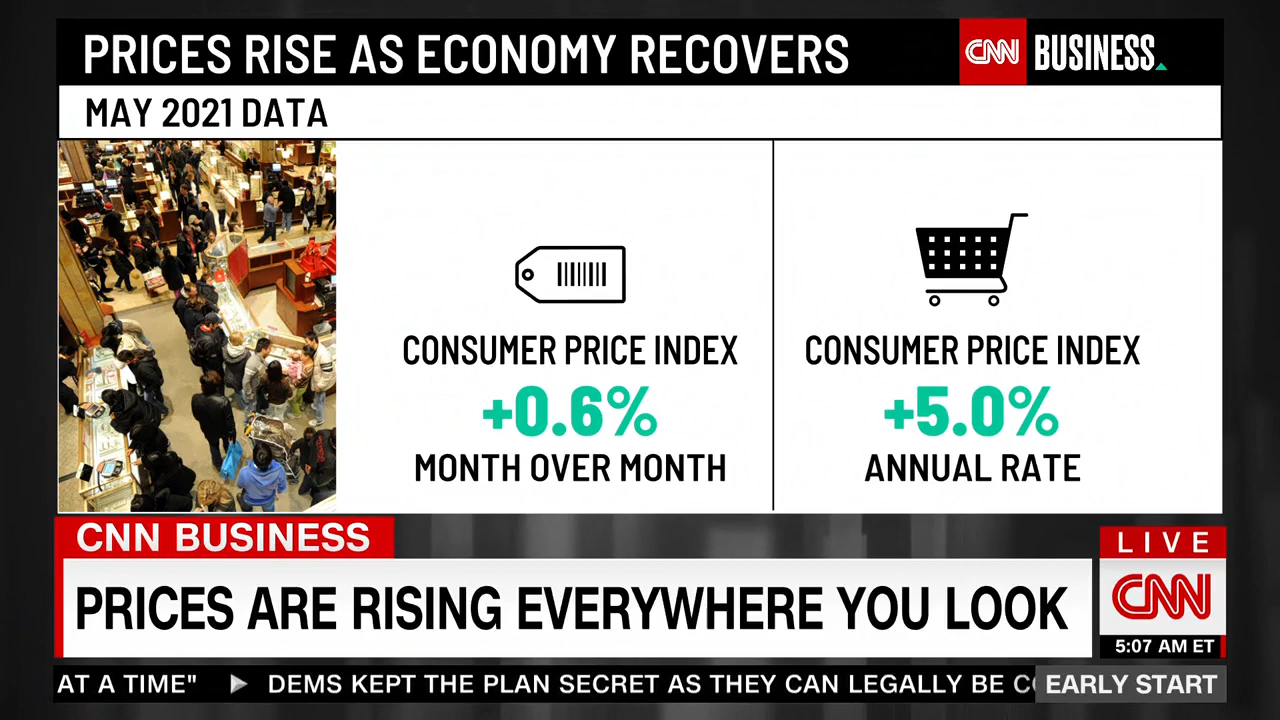 PRICES RISE AS ECONOMY RECOVERS
CNN BUSINESS
MAY 2021 DATA
CONSUMER PRICE INDEX
+0.6%
MONTH OVER MONTH
CONSUMER PRICE INDEX
+5.0%
ANNUAL RATE
CNN BUSINESS
PRICES ARE RISING EVERYWHERE YOU LOOK
LIVE
CNN
5:07 AM ET
AT A TIME" DEMS KEPT THE PLAN SECRET AS THEY CAN LEGALLY BE
EARLY START